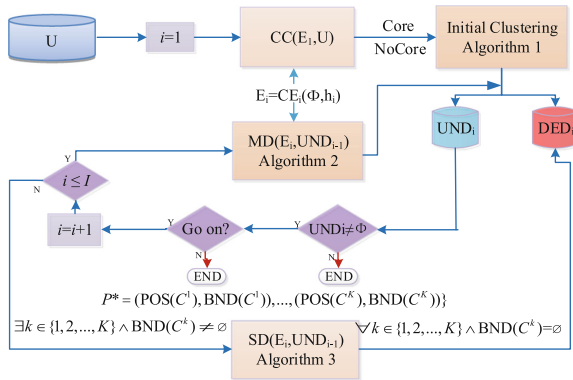 U
i=1
CC(E₁,U)
Core
NoCore
Initial Clustering
Algorithm 1
Eᵢ=CEᵢ(Φ,hᵢ)
UNDᵢ
DEDᵢ
MD(Eᵢ,UNDᵢ₋₁)
Algorithm 2
Y
i ≤ I
N
i=i+1
Y
Go on?
N
END
Y
UNDi≠Φ
N
END
P* = (POS(C¹),BND(C¹)),...,(POS(Cᴷ),BND(Cᴷ))}
∃k ∈ {1,2,...,K} ∧ BND(Cᵏ) ≠ ∅
∀k ∈ {1,2,...,K} ∧ BND(Cᵏ)=∅
SD(Eᵢ,UNDᵢ₋₁)
Algorithm 3